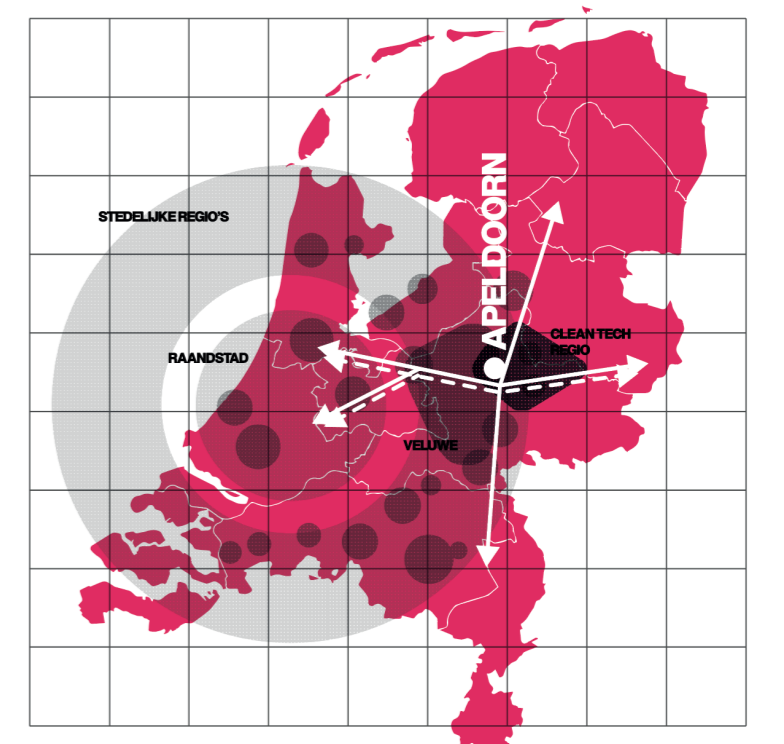 STEDELIJKE REGIO'S
APELDOORN
CLEAN TECH
REGIO
RAANDSTAD
VELUWE